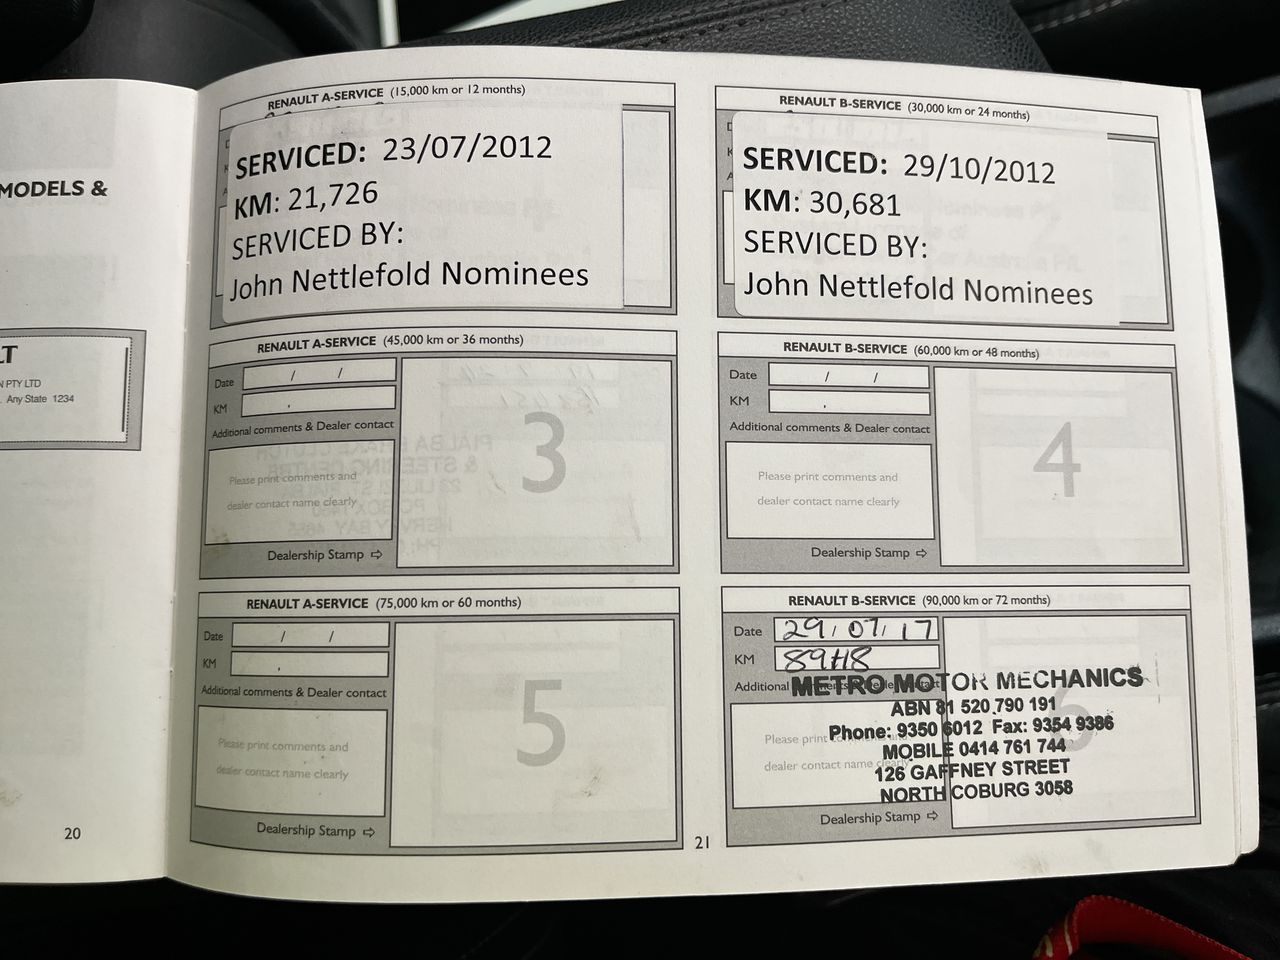 MODELS &
LT
N PTY LTD
. Any State 1234
20
RENAULT A-SERVICE (15,000 km or 12 months)
SERVICED: 23/07/2012
KM: 21,726
SERVICED BY:
John Nettlefold Nominees
RENAULT B-SERVICE (30,000 km or 24 months)
SERVICED: 29/10/2012
KM: 30,681
SERVICED BY:
John Nettlefold Nominees
RENAULT A-SERVICE (45,000 km or 36 months)
Date / /
KM ,
Additional comments & Dealer contact
Please print comments and
dealer contact name clearly
Dealership Stamp ⇨
3
RENAULT B-SERVICE (60,000 km or 48 months)
Date / /
KM ,
Additional comments & Dealer contact
Please print comments and
dealer contact name clearly
Dealership Stamp ⇨
4
RENAULT A-SERVICE (75,000 km or 60 months)
Date / /
KM
Additional comments & Dealer contact
Please print comments and
dealer contact name clearly
Dealership Stamp ⇨
5
RENAULT B-SERVICE (90,000 km or 72 months)
Date 29/07/17
KM
Additional
METRO MOTOR MECHANICS
ABN 81 520 790 191
Phone: 9350 6012 Fax: 9354 9386
MOBILE 0414 761 744
126 GAFFNEY STREET
NORTH COBURG 3058
Please print
dealer contact name
Dealership Stamp ⇨
6
21